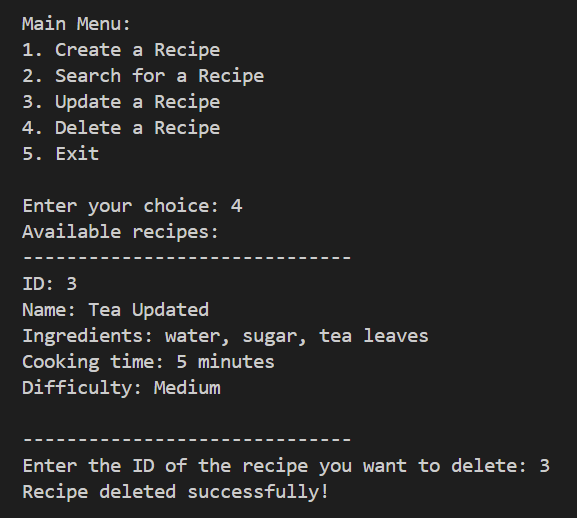 Main Menu:
1. Create a Recipe
2. Search for a Recipe
3. Update a Recipe
4. Delete a Recipe
5. Exit
Enter your choice: 4
Available recipes:
------------------------------
ID: 3
Name: Tea Updated
Ingredients: water, sugar, tea leaves
Cooking time: 5 minutes
Difficulty: Medium
------------------------------
Enter the ID of the recipe you want to delete: 3
Recipe deleted successfully!